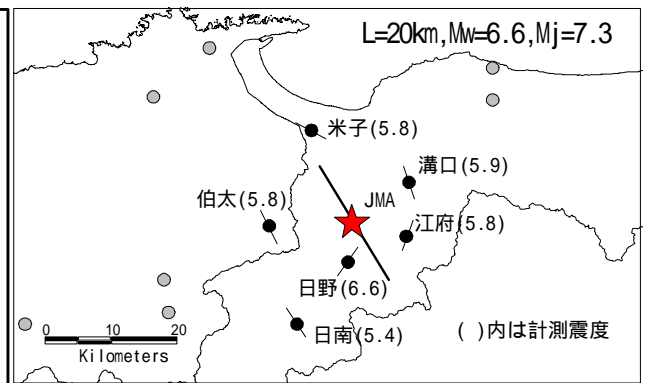 L=20km,Mw=6.6,Mj=7.3
米子(5.8)
溝口(5.9)
伯太(5.8)
JMA
江府(5.8)
日野(6.6)
日南(5.4)
( )内は計測震度
0 10 20
Kilometers